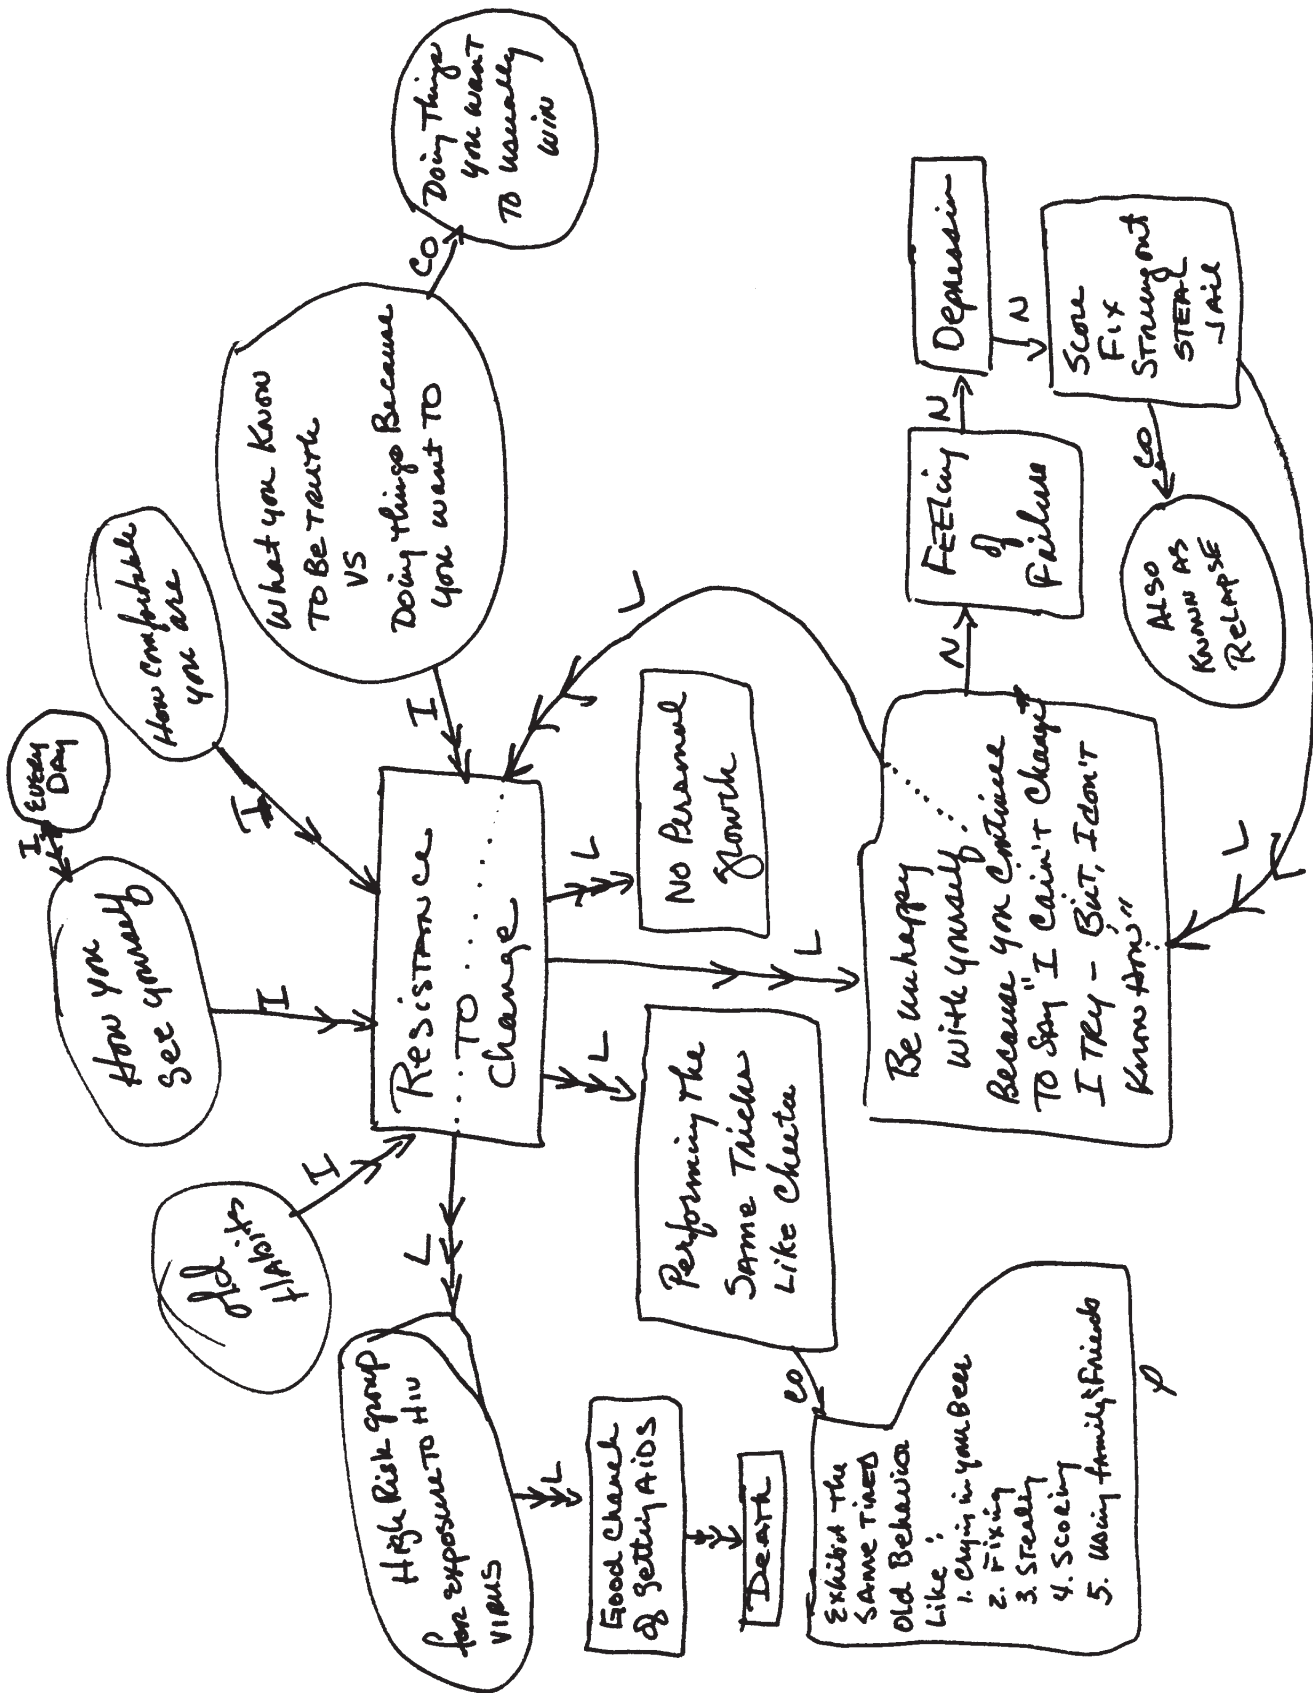 EVERY
DAY
I
How you
See yourself
I
How comfortable
you are
I
Old
HABITS
I
What you Know
TO BE TRUTH
VS
Doing things Because
you want TO
I
CO
Doing Things
you want
TO usually
WIN
RESISTANCE
TO
Change
L
High Risk group
for exposure TO HIV
VIRUS
L
Good Chance
of getting AIDS
Death
L
Performing The
SAME TRICKS
Like Cheeta
CO
Exhibit The
SAME TIRED
Old Behavior
Like:
1. Crying in your Beer
2. Fixing
3. Stealing
4. Scoring
5. Using family & Friends
L
No Personal
growth
L
Be unhappy
with yourself
Because you Continue
TO SAY "I Cain't Change"
I TRY - BUT, I don't
Know How"
L
N
FEELing
of
Failure
N
Depression
N
Score
Fix
Strung out
STEAL
JAIL
CO
ALSO
KNOWN AS
RELAPSE
L